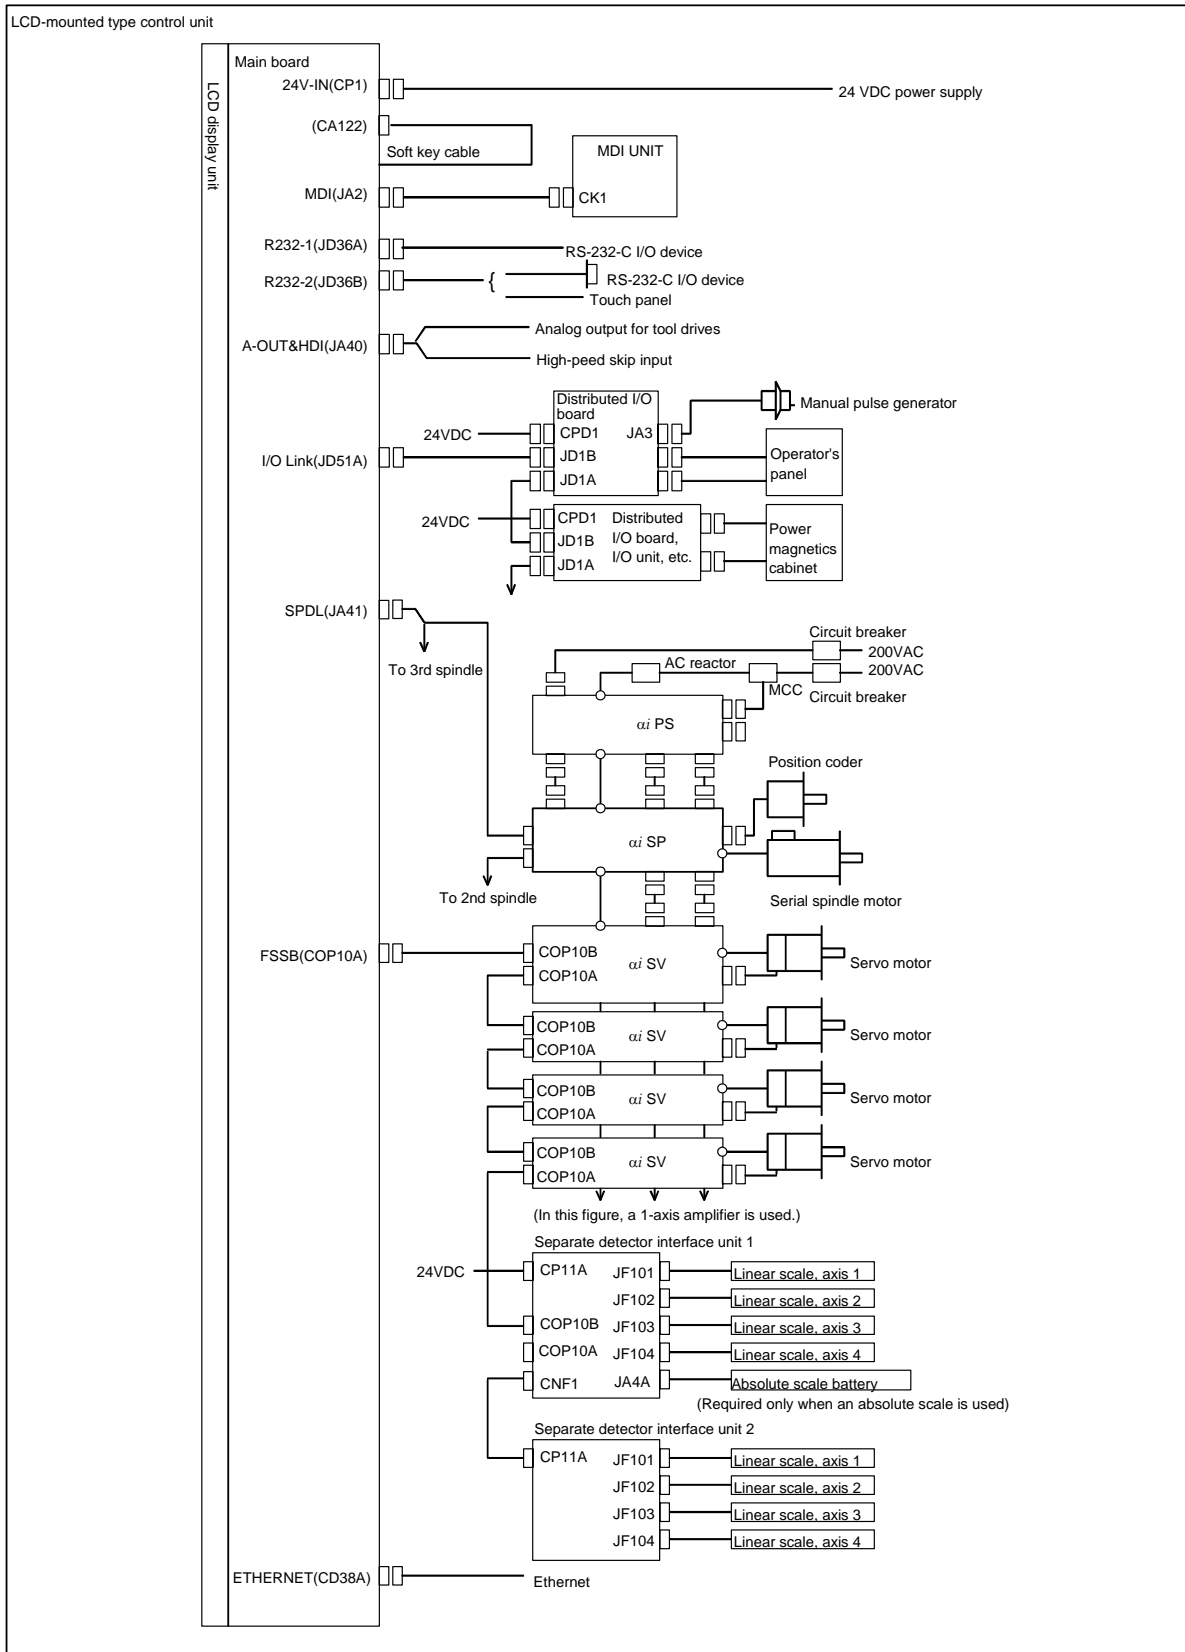 LCD-mounted type control unit
LCD display unit
Main board
24V-IN(CP1)
24 VDC power supply
(CA122)
Soft key cable
MDI UNIT
MDI(JA2)
CK1
R232-1(JD36A)
RS-232-C I/O device
R232-2(JD36B)
{
RS-232-C I/O device
Touch panel
A-OUT&HDI(JA40)
Analog output for tool drives
High-peed skip input
Distributed I/O
board
Manual pulse generator
24VDC
CPD1
JA3
I/O Link(JD51A)
JD1B
JD1A
Operator's
panel
24VDC
CPD1
JD1B
JD1A
Distributed
I/O board,
I/O unit, etc.
Power
magnetics
cabinet
SPDL(JA41)
To 3rd spindle
Circuit breaker
200VAC
AC reactor
200VAC
MCC
Circuit breaker
αi PS
Position coder
αi SP
To 2nd spindle
Serial spindle motor
FSSB(COP10A)
COP10B
COP10A
αi SV
Servo motor
COP10B
COP10A
αi SV
Servo motor
COP10B
COP10A
αi SV
Servo motor
COP10B
COP10A
αi SV
Servo motor
(In this figure, a 1-axis amplifier is used.)
Separate detector interface unit 1
24VDC
CP11A
JF101
Linear scale, axis 1
JF102
Linear scale, axis 2
COP10B
JF103
Linear scale, axis 3
COP10A
JF104
Linear scale, axis 4
CNF1
JA4A
Absolute scale battery
(Required only when an absolute scale is used)
Separate detector interface unit 2
CP11A
JF101
Linear scale, axis 1
JF102
Linear scale, axis 2
JF103
Linear scale, axis 3
JF104
Linear scale, axis 4
ETHERNET(CD38A)
Ethernet